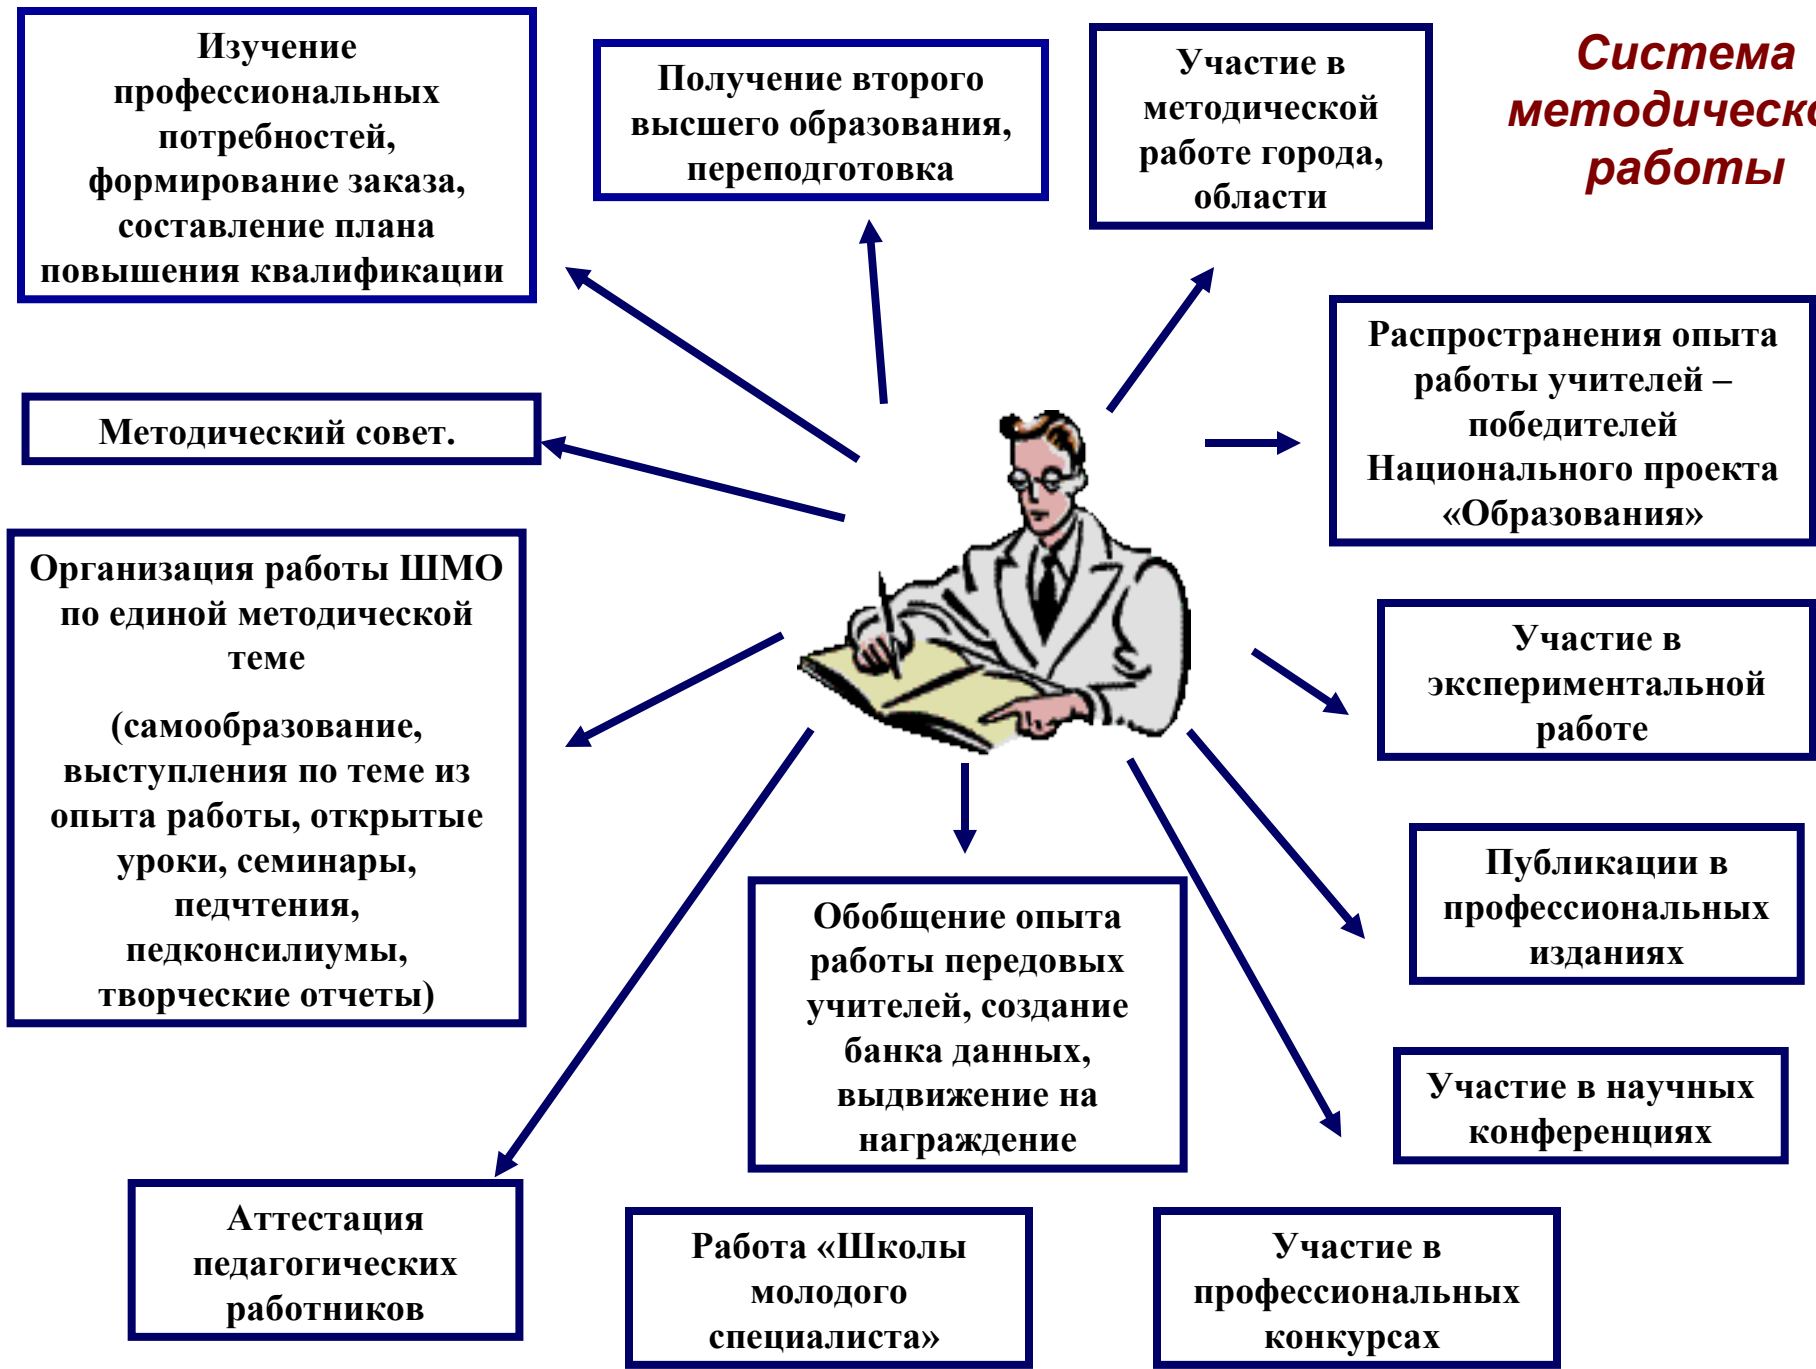 Изучение
профессиональных
потребностей,
формирование заказа,
составление плана
повышения квалификации
Получение второго
высшего образования,
переподготовка
Участие в
методической
работе города,
области
Система
методическо
работы
Распространения опыта
работы учителей –
победителей
Национального проекта
«Образования»
Методический совет.
Организация работы ШМО
по единой методической
теме
(самообразование,
выступления по теме из
опыта работы, открытые
уроки, семинары,
педчтения,
педконсилиумы,
творческие отчеты)
Участие в
экспериментальной
работе
Публикации в
профессиональных
изданиях
Обобщение опыта
работы передовых
учителей, создание
банка данных,
выдвижение на
награждение
Участие в научных
конференциях
Аттестация
педагогических
работников
Работа «Школы
молодого
специалиста»
Участие в
профессиональных
конкурсах